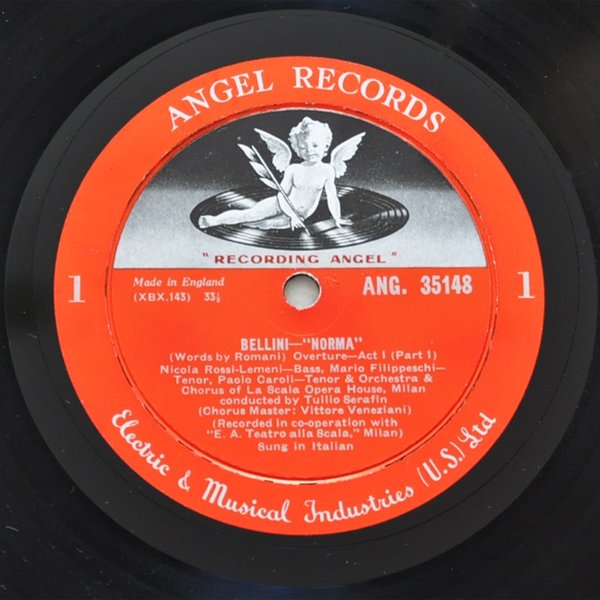 ANGEL RECORDS
"RECORDING ANGEL"
1
Made in England
(XBX.143) 33⅓
ANG. 35148
1
BELLINI—"NORMA"
(Words by Romani) Overture—Act I (Part 1)
Nicola Rossi-Lemeni—Bass, Mario Filippeschi—
Tenor, Paolo Caroli—Tenor & Orchestra &
Chorus of La Scala Opera House, Milan
conducted by Tullio Serafin
(Chorus Master: Vittore Veneziani)
(Recorded in co-operation with
"E. A. Teatro alla Scala," Milan)
Sung in Italian
Electric & Musical Industries (U.S.) Ltd